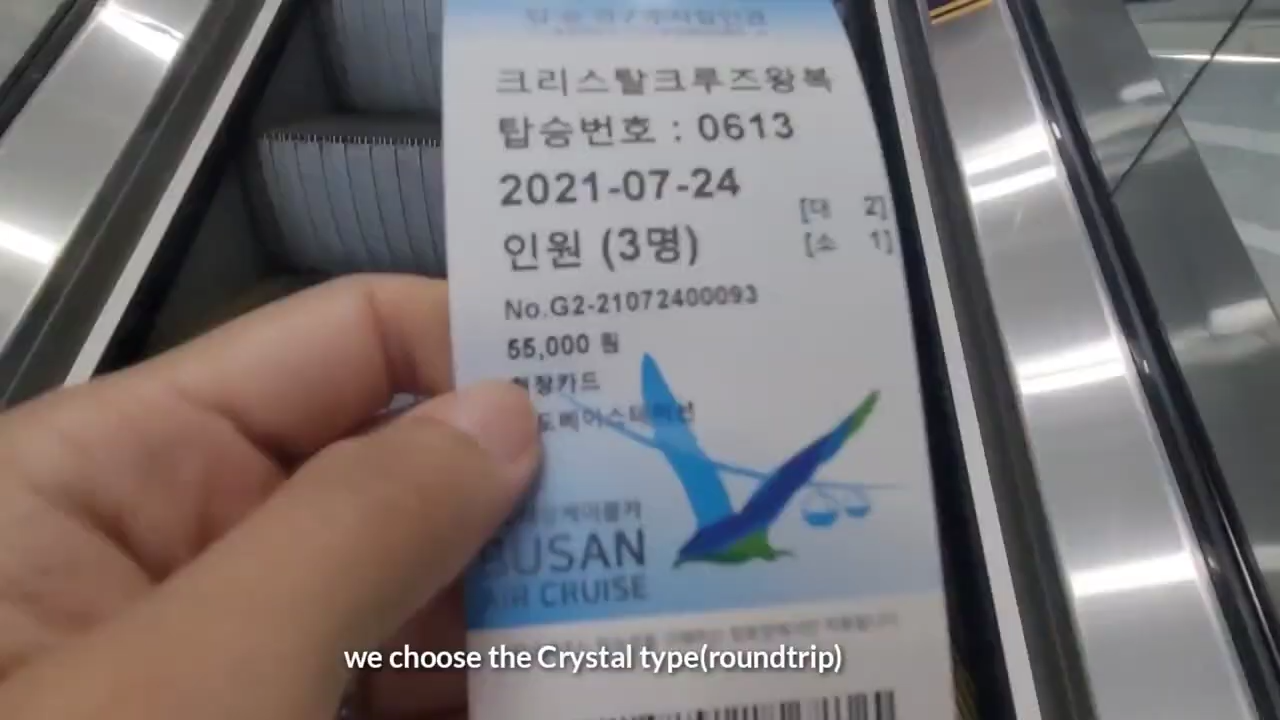 크리스탈크루즈왕복
탑승번호 : 0613
2021-07-24
인원 (3명)
[대 2]
[소 1]
No.G2-21072400093
55,000 원
BUSAN
AIR CRUISE
we choose the Crystal type(roundtrip)